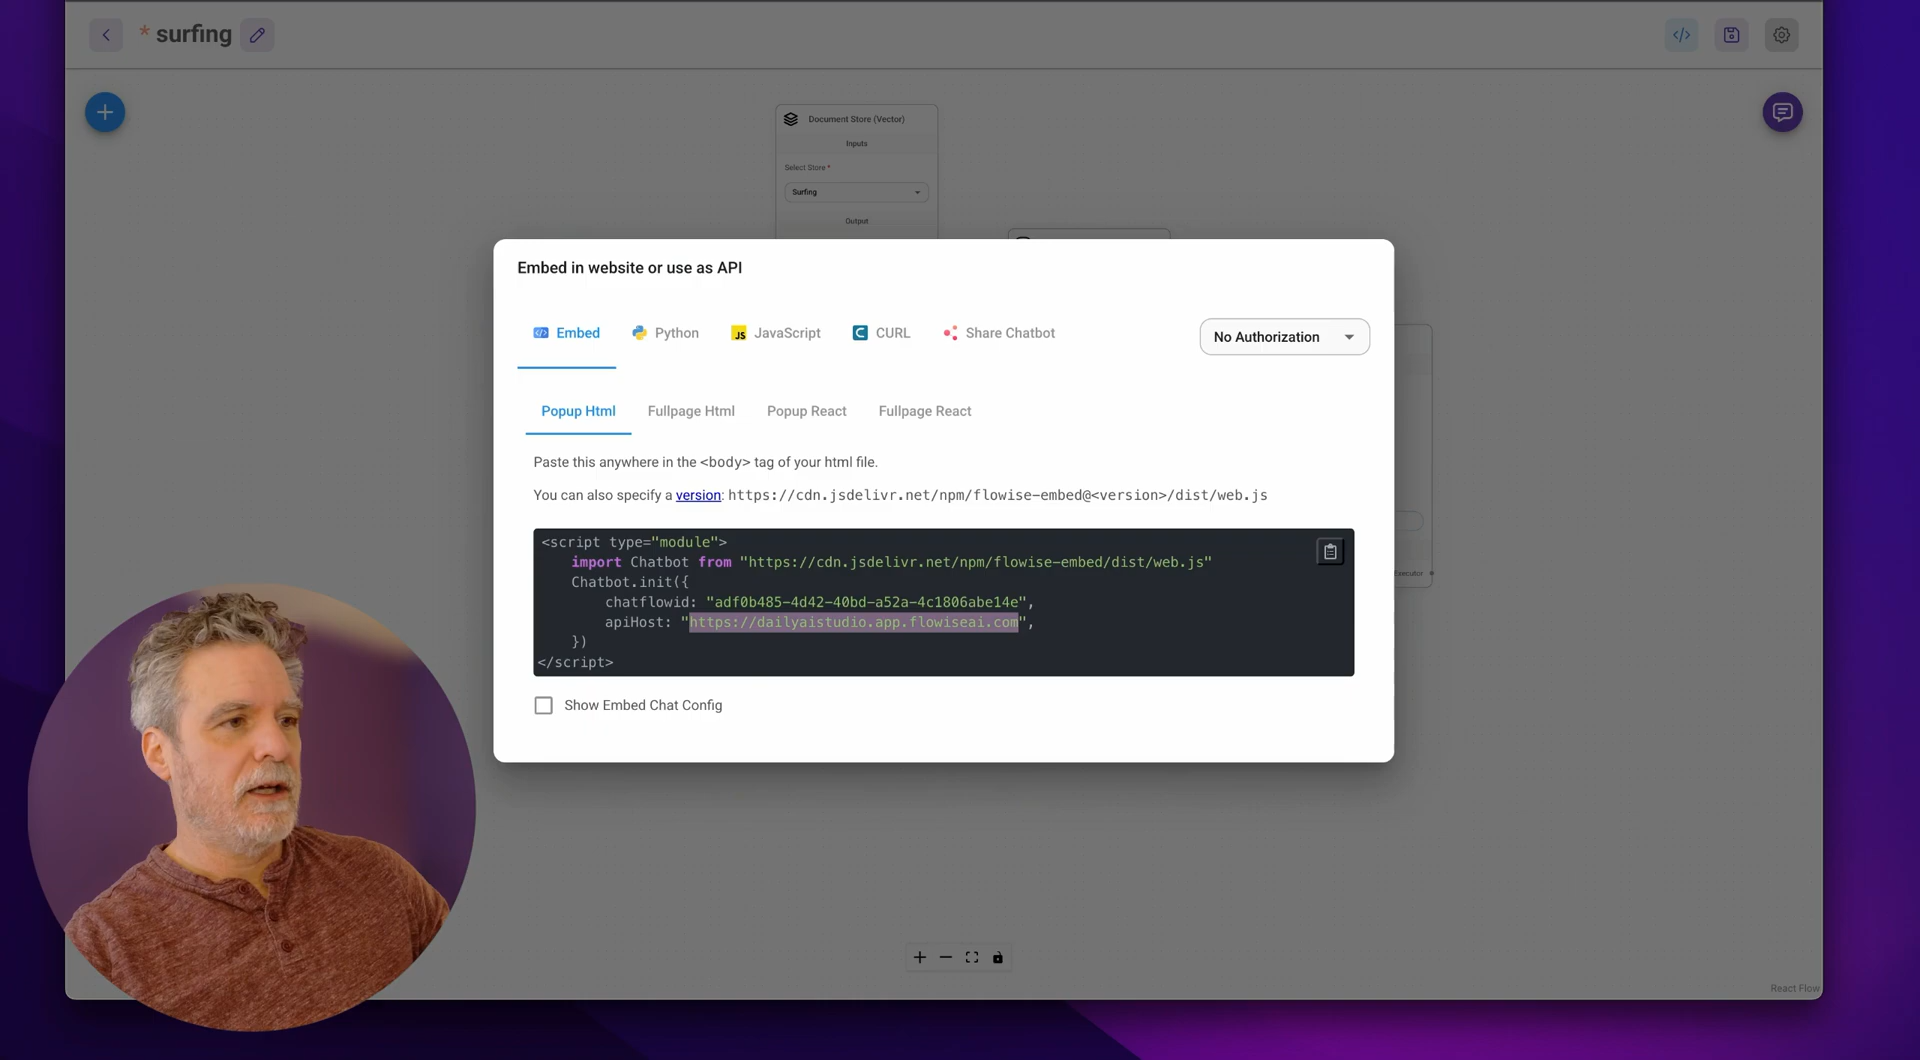 * surfing
Document Store (Vector)
Inputs
Select Store *
Surfing
Output
Embed in website or use as API
Embed
Python
JavaScript
CURL
Share Chatbot
No Authorization
Popup Html
Fullpage Html
Popup React
Fullpage React
Paste this anywhere in the <body> tag of your html file.
You can also specify a version: https://cdn.jsdelivr.net/npm/flowise-embed@<version>/dist/web.js
<script type="module">
import Chatbot from "https://cdn.jsdelivr.net/npm/flowise-embed/dist/web.js"
Chatbot.init({
chatflowid: "adf0b485-4d42-40bd-a52a-4c1806abe14e",
apiHost: "https://dailyaistudio.app.flowiseai.com",
})
</script>
Executor
Show Embed Chat Config
React Flow